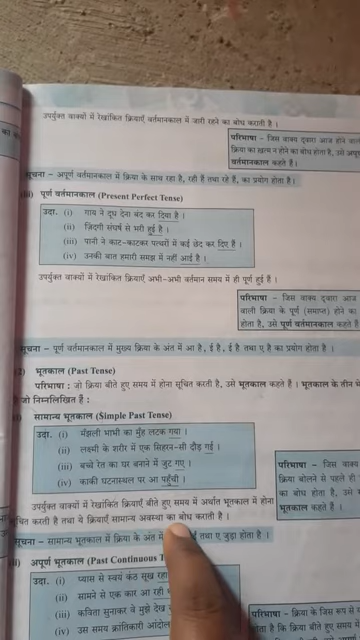 उपर्युक्त वाक्यों में रेखांकित क्रियाएँ वर्तमानकाल में जारी रहने का बोध कराती है ।
परिभाषा – जिस वाक्य द्वारा आज होने वाली
क्रिया का खत्म न होने का बोध होता है, उसे अपूर्ण
वर्तमानकाल कहते हैं।
सूचना – अपूर्ण वर्तमानकाल में क्रिया के साथ रहा है, रही है तथा रहे हैं, का प्रयोग होता है।
(iii) पूर्ण वर्तमानकाल (Present Perfect Tense)
उदा. (i) गाय ने दूध देना बंद कर दिया है ।
(ii) ज़िंदगी संघर्ष से भरी हुई है ।
(iii) पानी ने काट-काटकर पत्थरों में कई छेद कर दिए हैं ।
(iv) उनकी बात हमारी समझ में नहीं आई है ।
उपर्युक्त वाक्यों में रेखांकित क्रियाएँ अभी-अभी वर्तमान समय में ही पूर्ण हुई हैं ।
परिभाषा – जिस वाक्य द्वारा आज
वाली क्रिया के पूर्ण (समाप्त) होने का
होता है, उसे पूर्ण वर्तमानकाल कहते हैं
सूचना – पूर्ण वर्तमानकाल में मुख्य क्रिया के अंत में आ है, ई है, ई हैं तथा ए हैं का प्रयोग होता है ।
2) भूतकाल (Past Tense)
परिभाषा : जो क्रिया बीते हुए समय में होना सूचित करती है, उसे भूतकाल कहते हैं । भूतकाल के तीन भे
है जो निम्नलिखित हैं :
सामान्य भूतकाल (Simple Past Tense)
उदा. (i) मँझली भाभी का मुँह लटक गया ।
(ii) लक्ष्मी के शरीर में एक सिहरन-सी दौड़ गई ।
(iii) बच्चे रेत का घर बनाने में जुट गए ।
(iv) काकी घटनास्थल पर आ पहुँची ।
परिभाषा – जिस
क्रिया बोलने से पहले ही
का बोध होता है, उसे
भूतकाल कहते हैं ।
उपर्युक्त वाक्यों में रेखांकित क्रियाएँ बीते हुए समय में अर्थात भूतकाल में होना
सूचित करती है तथा ये क्रियाएँ सामान्य अवस्था का बोध कराती है ।
सूचना – सामान्य भूतकाल में क्रिया के अंत में तथा ए जुड़ा होता है ।
अपूर्ण भूतकाल (Past Continuous
उदा. (i) प्यास से स्वयं कंठ सूख रहा
(ii) सामने से एक कार आ रही
(iii) कविता सुनाकर वे मुझे देख
(iv) उस समय क्रांतिकारी आंदोल
परिभाषा – क्रिया के जिस रूप से
होता है कि क्रिया बीते हुए समय में